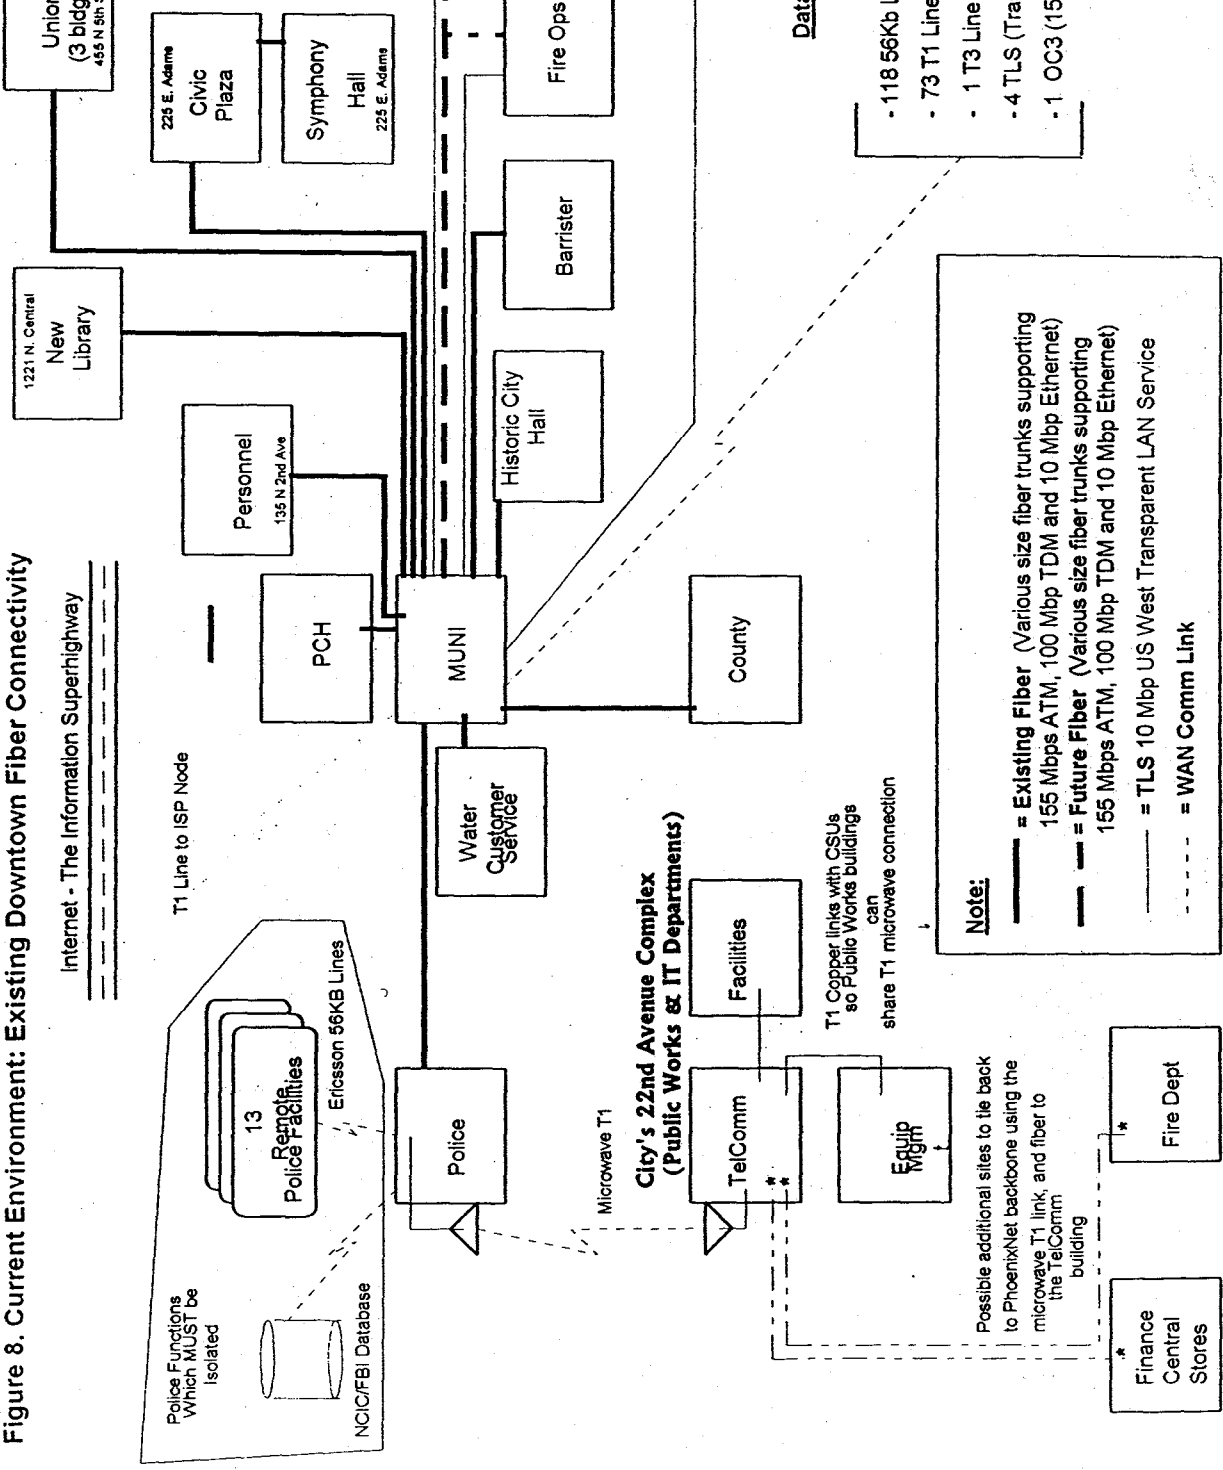 Figure 8. Current Environment: Existing Downtown Fiber Connectivity
Internet - The Information Superhighway
T1 Line to ISP Node
Police Functions
Which MUST be
Isolated
NCIC/FBI Database
13
Remote
Police Facilities
Ericsson 56KB Lines
Police
Microwave T1
City's 22nd Avenue Complex
(Public Works & IT Departments)
TelComm
*
*
Facilities
Equip
Mgm
T1 Copper links with CSUs
so Public Works buildings
can
share T1 microwave connection
Possible additional sites to tie back
to PhoenixNet backbone using the
microwave T1 link, and fiber to
the TelComm
building
*
Finance
Central
Stores
*
Fire Dept
Water
Customer
Service
MUNI
PCH
County
Personnel
135 N 2nd Ave
1221 N. Central
New
Library
Historic City
Hall
Barrister
Fire Ops
225 E. Adams
Civic
Plaza
Symphony
Hall
225 E. Adams
Union
(3 bldg
455 N 5th
Data
- 118 56Kb
- 73 T1 Line
- 1 T3 Line
- 4 TLS (Tra
- 1 OC3 (15
Note:
= Existing Fiber (Various size fiber trunks supporting
155 Mbps ATM, 100 Mbp TDM and 10 Mbp Ethernet)
= Future Fiber (Various size fiber trunks supporting
155 Mbps ATM, 100 Mbp TDM and 10 Mbp Ethernet)
= TLS 10 Mbp US West Transparent LAN Service
= WAN Comm Link